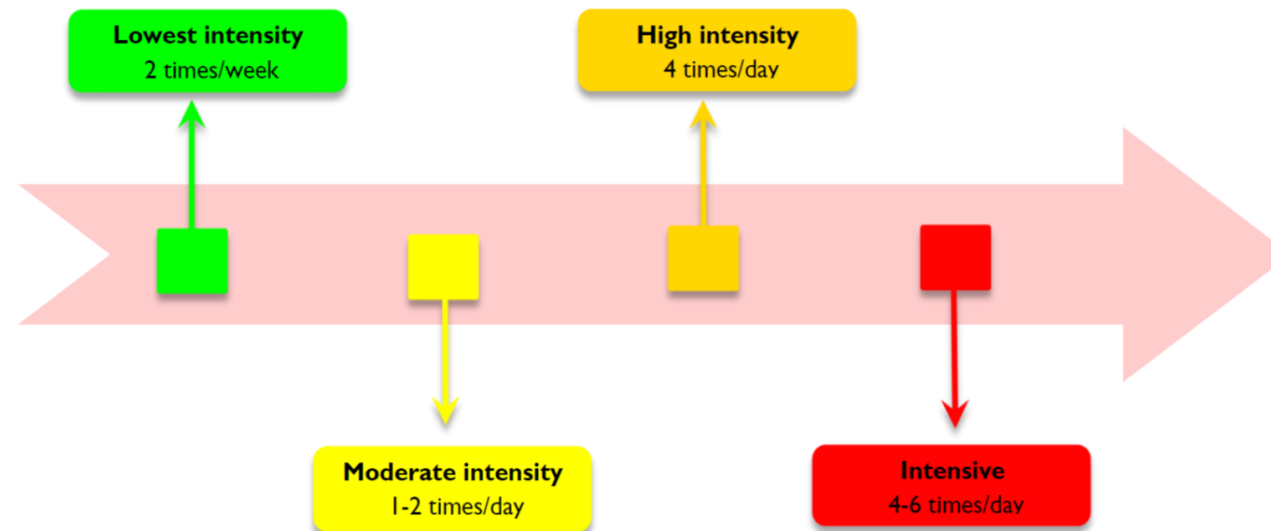 Lowest intensity
2 times/week
High intensity
4 times/day
Moderate intensity
1-2 times/day
Intensive
4-6 times/day